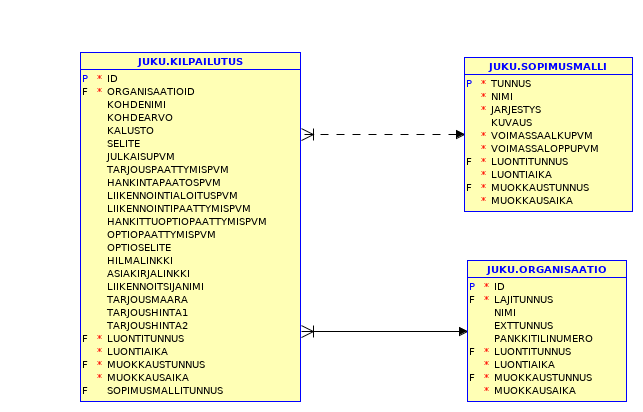 JUKU.KILPAILUTUS
P * ID
F * ORGANISAATIOID
KOHDENIMI
KOHDEARVO
KALUSTO
SELITE
JULKAISUPVM
TARJOUSPAATTYMISPVM
HANKINTAPAATOSPVM
LIIKENNOINTIALOITUSPVM
LIIKENNOINTIPAATTYMISPVM
HANKITTUOPTIOPAATTYMISPVM
OPTIOPAATTYMISPVM
OPTIOSELITE
HILMALINKKI
ASIAKIRJALINKKI
LIIKENNOITSIJANIMI
TARJOUSMAARA
TARJOUSHINTA1
TARJOUSHINTA2
F * LUONTITUNNUS
* LUONTIAIKA
F * MUOKKAUSTUNNUS
* MUOKKAUSAIKA
F SOPIMUSMALLITUNNUS
JUKU.SOPIMUSMALLI
P * TUNNUS
* NIMI
* JARJESTYS
KUVAUS
* VOIMASSAALKUPVM
* VOIMASSALOPPUPVM
F * LUONTITUNNUS
* LUONTIAIKA
F * MUOKKAUSTUNNUS
* MUOKKAUSAIKA
JUKU.ORGANISAATIO
P * ID
F * LAJITUNNUS
NIMI
EXTTUNNUS
PANKKITILINUMERO
F * LUONTITUNNUS
* LUONTIAIKA
F * MUOKKAUSTUNNUS
* MUOKKAUSAIKA